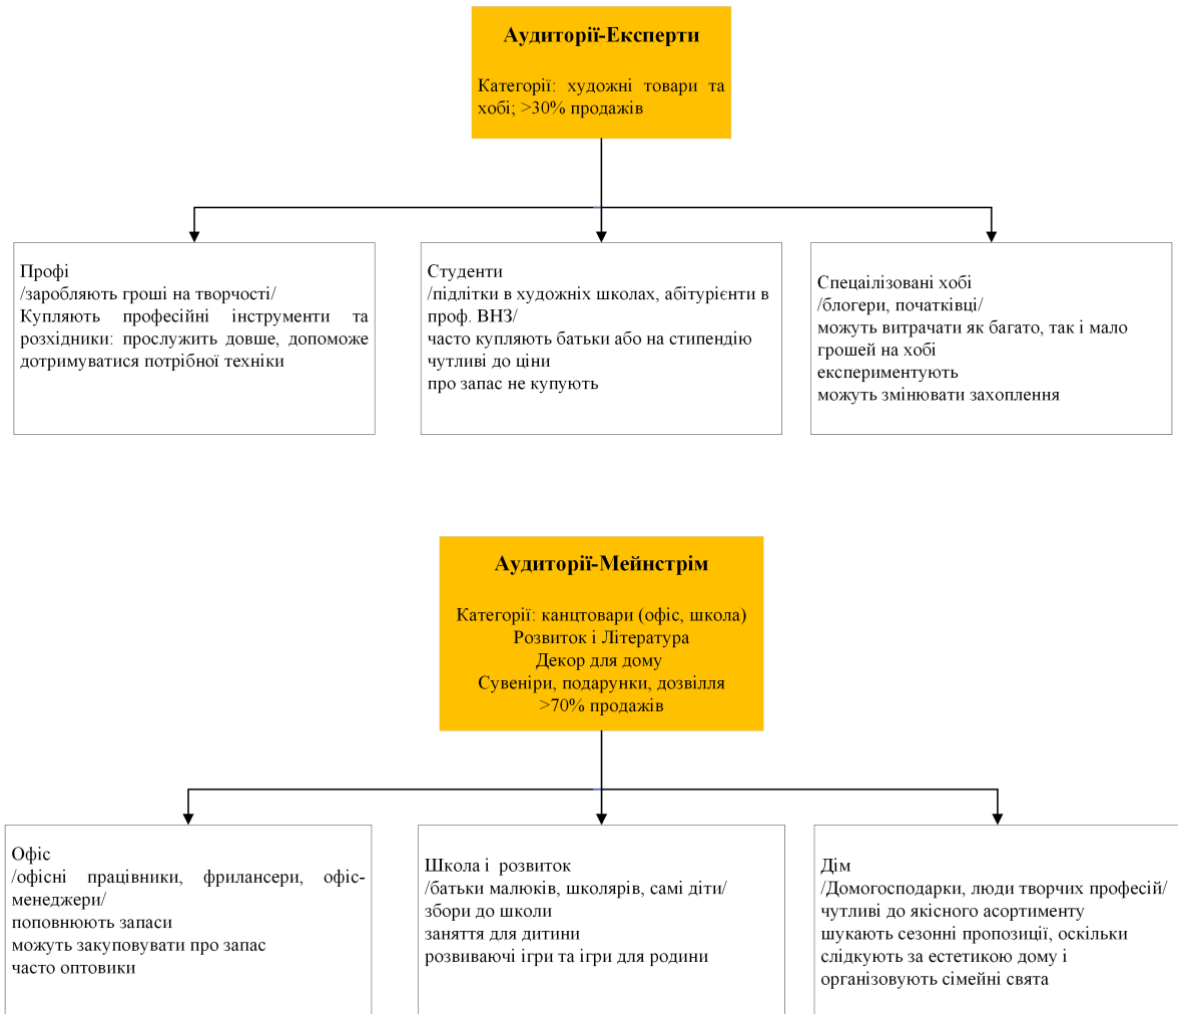 Аудиторії-Експерти
Категорії: художні товари та
хобі; >30% продажів
Профі
/заробляють гроші на творчості/
Купляють професійні інструменти та
розхідники: прослужить довше, допоможе
дотримуватися потрібної техніки
Студенти
/підлітки в художніх школах, абітурієнти в
проф. ВНЗ/
часто купляють батьки або на стипендію
чутливі до ціни
про запас не купують
Спецаілізовані хобі
/блогери, початківці/
можуть витрачати як багато, так і мало
грошей на хобі
експериментують
можуть змінювати захоплення
Аудиторії-Мейнстрім
Категорії: канцтовари (офіс, школа)
Розвиток і Література
Декор для дому
Сувеніри, подарунки, дозвілля
>70% продажів
Офіс
/офісні працівники, фрилансери, офіс-
менеджери/
поповнюють запаси
можуть закуповувати про запас
часто оптовики
Школа і розвиток
/батьки малюків, школярів, самі діти/
збори до школи
заняття для дитини
розвиваючі ігри та ігри для родини
Дім
/Домогосподарки, люди творчих професій/
чутливі до якісного асортименту
шукають сезонні пропозиції, оскільки
слідкують за естетикою дому і
організовують сімейні свята